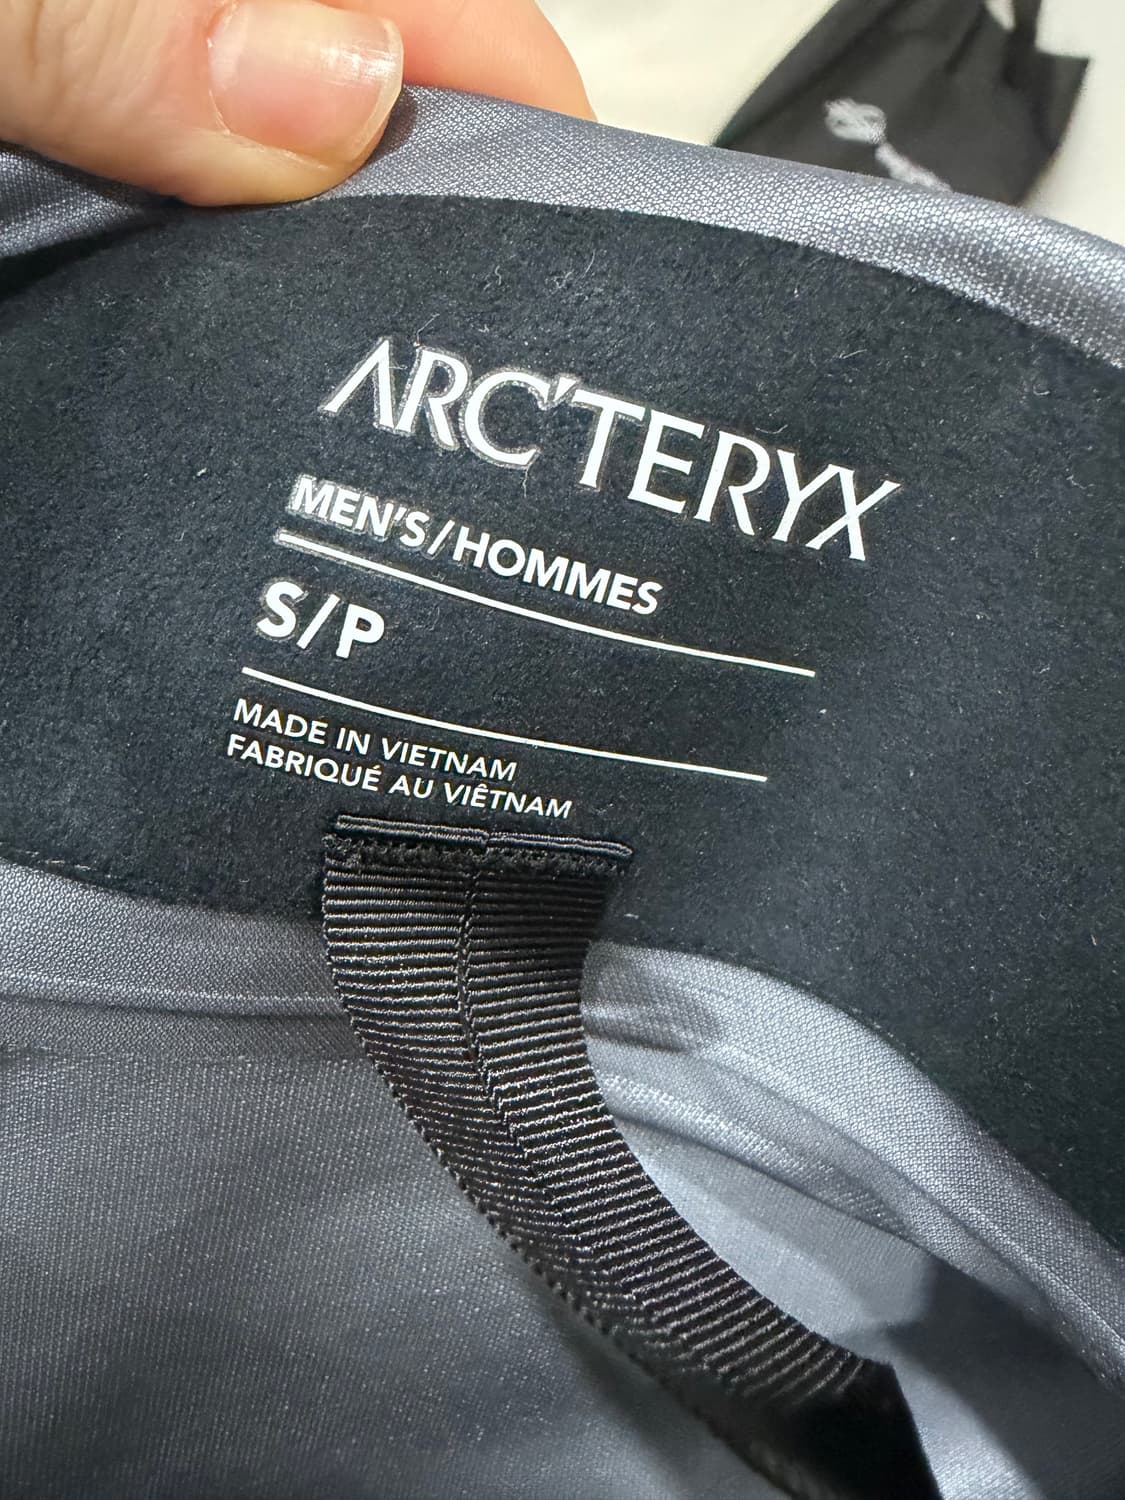 ARC'TERYX
MEN'S/HOMMES
S/P
MADE IN VIETNAM
FABRIQUÉ AU VIÊTNAM